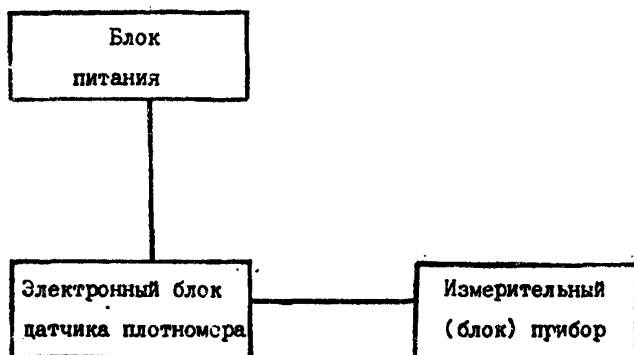 Блок
питания
Электронный блок
датчика плотномера
Измерительный
(блок) прибор